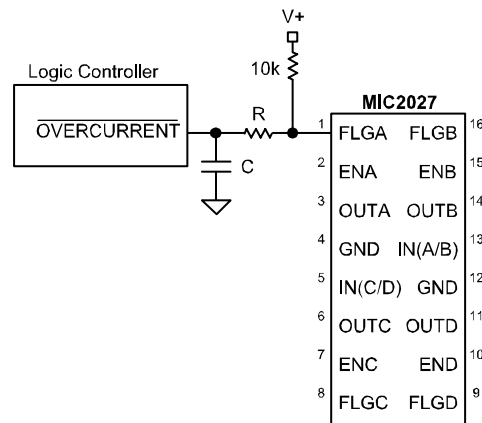 V+
10k
Logic Controller
OVERCURRENT
R
C
MIC2027
1 FLGA FLGB 16
2 ENA ENB 15
3 OUTA OUTB 14
4 GND IN(A/B) 13
5 IN(C/D) GND 12
6 OUTC OUTD 11
7 ENC END 10
8 FLGC FLGD 9